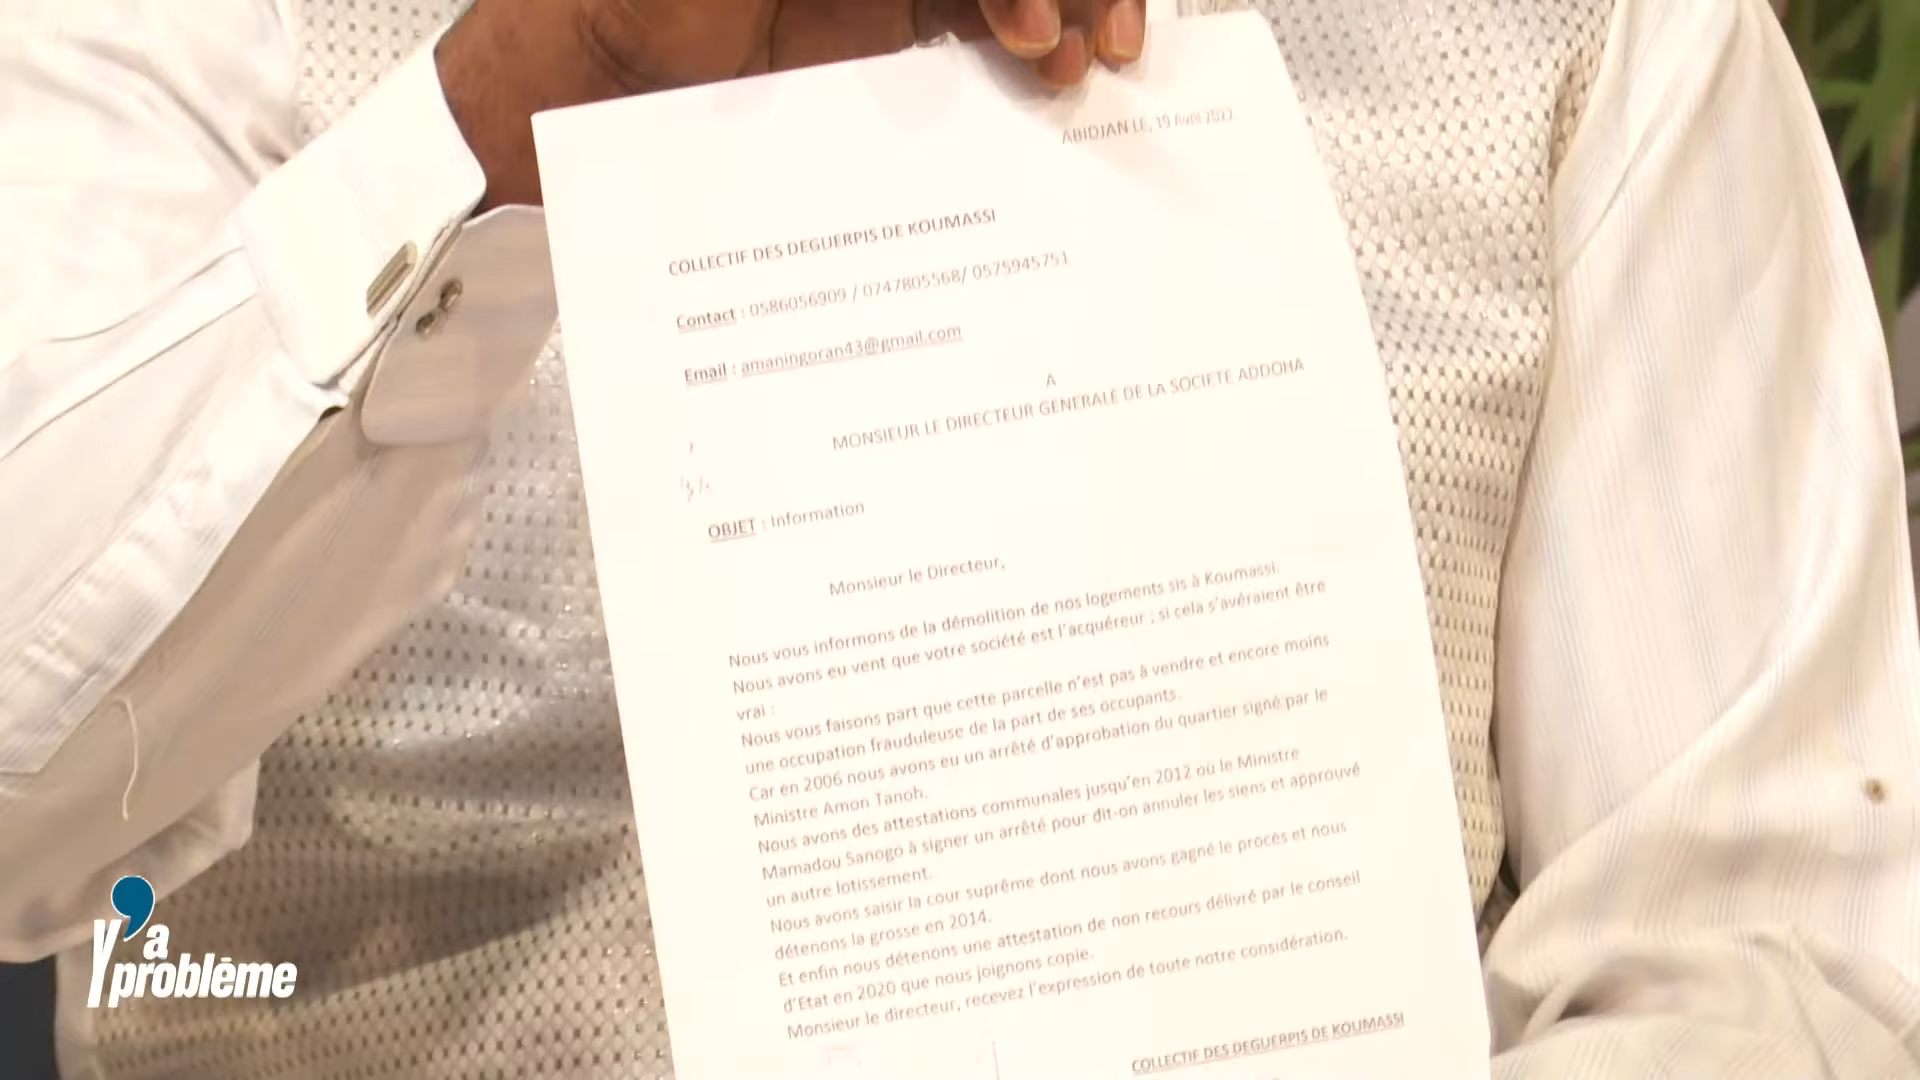 ABIDJAN LE, 19 Avril 2022
COLLECTIF DES DEGUERPIS DE KOUMASSI
Contact : 0586056909 / 0747805568/ 0575945751
Email : amaningoran43@gmail.com
A
MONSIEUR LE DIRECTEUR GENERALE DE LA SOCIETE ADDOHA
OBJET : Information
Monsieur le Directeur,
Nous vous informons de la démolition de nos logements sis à Koumassi.
Nous avons eu vent que votre société est l'acquéreur ; si cela s'avéraient être
vrai :
Nous vous faisons part que cette parcelle n'est pas à vendre et encore moins
une occupation frauduleuse de la part de ses occupants.
Car en 2006 nous avons eu un arrêté d'approbation du quartier signé par le
Ministre Amon Tanoh.
Nous avons des attestations communales jusqu'en 2012 ou le Ministre
Mamadou Sanogo à signer un arrêté pour dit-on annuler les siens et approuvé
un autre lotissement.
Nous avons saisir la cour suprême dont nous avons gagné le procès et nous
détenons la grosse en 2014.
Et enfin nous détenons une attestation de non recours délivré par le conseil
d'Etat en 2020 que nous joignons copie.
Monsieur le directeur, recevez l'expression de toute notre considération.
COLLECTIF DES DEGUERPIS DE KOUMASSI
Y'a
problème